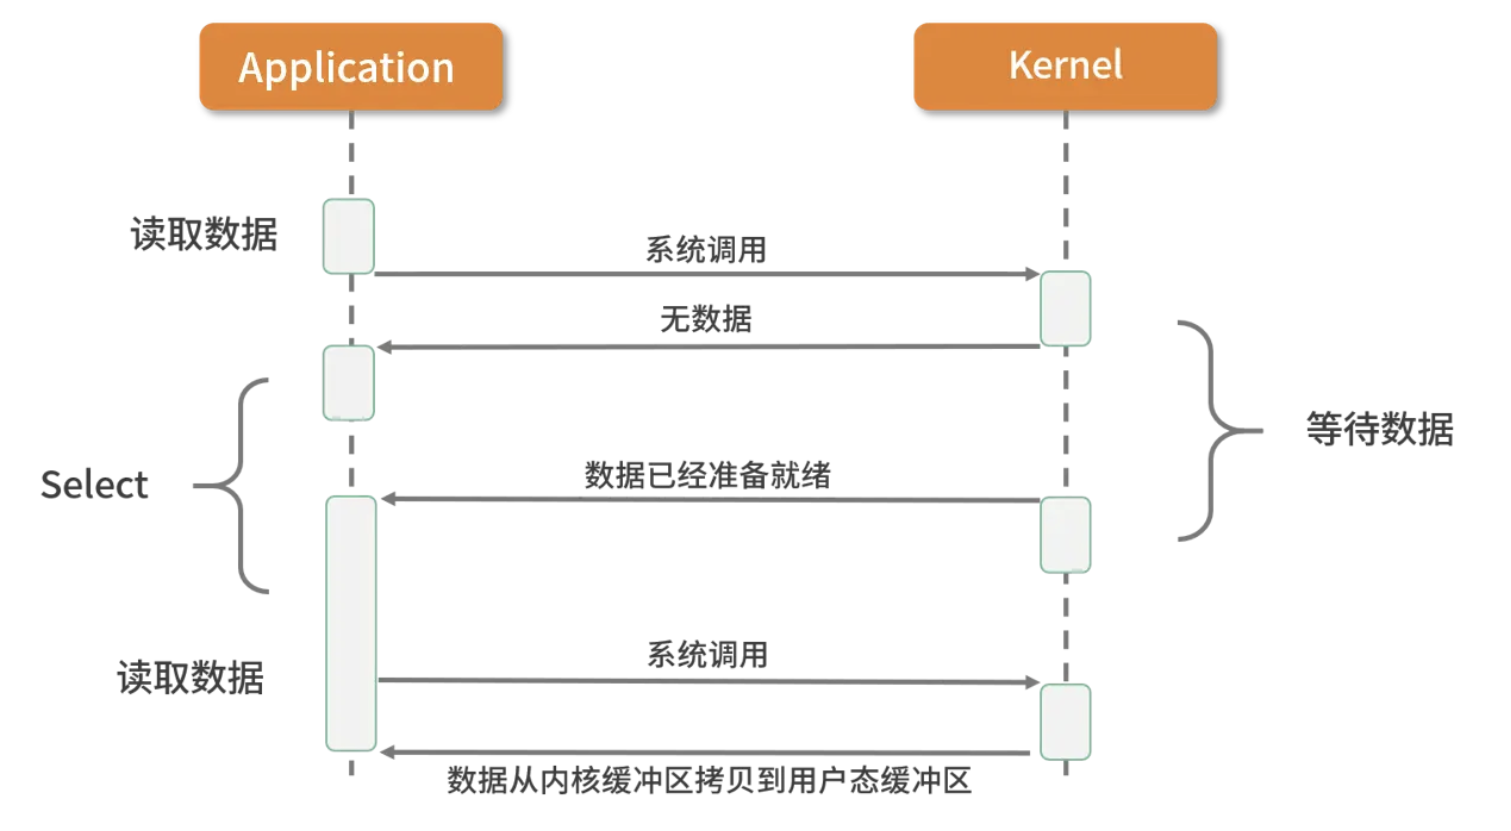 Application
Kernel
读取数据
系统调用
无数据
等待数据
Select
数据已经准备就绪
系统调用
读取数据
数据从内核缓冲区拷贝到用户态缓冲区